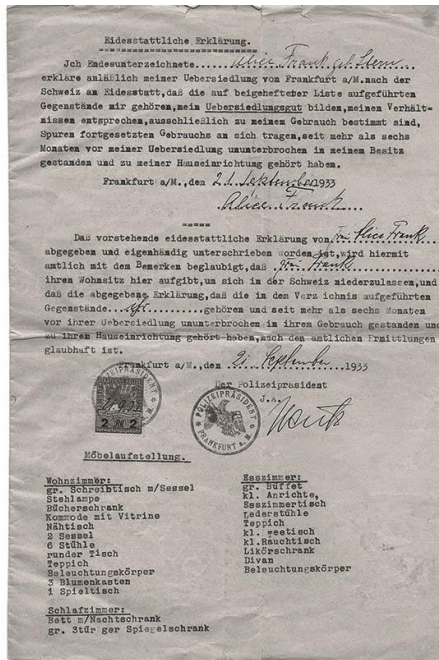 Eidesstattliche Erklärung.
Ich Endesunterzeichnete Alice Frank geb. Stern
erkläre anläßlich meiner Uebersiedlung von Frankfurt a/M. nach der
Schweiz an Eidesstatt, daß die auf beigehefteter Liste aufgeführten
Gegenstände mir gehören, mein Uebersiedlungsgut bilden, meinen Verhält-
nissen entsprechen, ausschließlich zu meinem Gebrauch bestimmt sind,
Spuren fortgesetzten Gebrauchs an sich tragen, seit mehr als sechs
Monaten vor meiner Uebersiedlung ununterbrochen in meinem Besitz
gestanden und zu meiner Hauseinrichtung gehört haben.
Frankfurt a/M., den 21. September 1933
Alice Frank
Das vorstehende eidesstattliche Erklärung von Frau Alice Frank
abgegeben und eigenhändig unterschrieben worden ist, wird hiermit
amtlich mit dem Bemerken beglaubigt, daß Frau Frank
ihren Wohnsitz hier aufgibt, um sich in der Schweiz niederzulassen, und
daß die abgegebene Erklärung, daß die in dem Verzeichnis aufgeführten
Gegenstände ihr gehören und seit mehr als sechs Monaten
vor ihrer Uebersiedlung ununterbrochen in ihrem Gebrauch gestanden und
zu ihren Hauseinrichtung gehört haben, nach den amtlichen Ermittlungen
glaubhaft ist.
Frankfurt a/M., den 21. September 1933
Der Polizeipräsident
J.A.
POLIZEIPRÄSIDENT
2 2
POLIZEIPRÄSIDENT
FRANKFURT a. M.
Möbelaufstellung.
Wohnzimmer:
gr. Schreibtisch m/Sessel
Stehlampe
Bücherschrank
Kommode mit Vitrine
Nähtisch
2 Sessel
6 Stühle
runder Tisch
Teppich
Beleuchtungskörper
3 Blumenkasten
1 Spieltisch
Schlafzimmer:
Bett m/Nachtschrank
gr. 3türger Spiegelschrank
Esszimmer:
gr. Buffet
kl. Anrichte,
Esszimmertisch
Lederstühle
Teppich
kl. Teetisch
kl. Rauchtisch
Likörschrank
Divan
Beleuchtungskörper